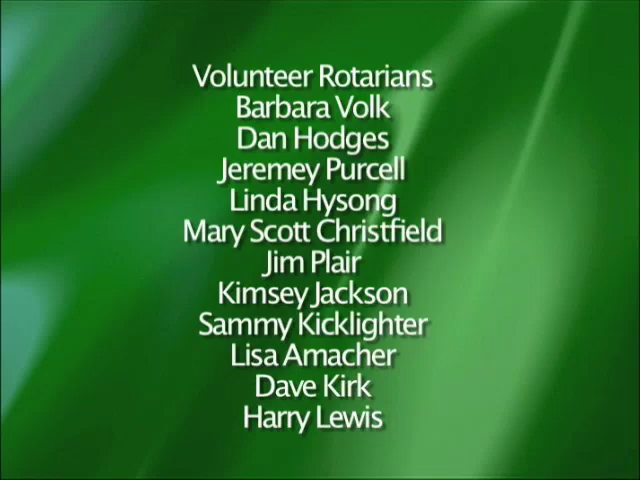 Volunteer Rotarians
Barbara Volk
Dan Hodges
Jeremey Purcell
Linda Hysong
Mary Scott Christfield
Jim Plair
Kimsey Jackson
Sammy Kicklighter
Lisa Amacher
Dave Kirk
Harry Lewis